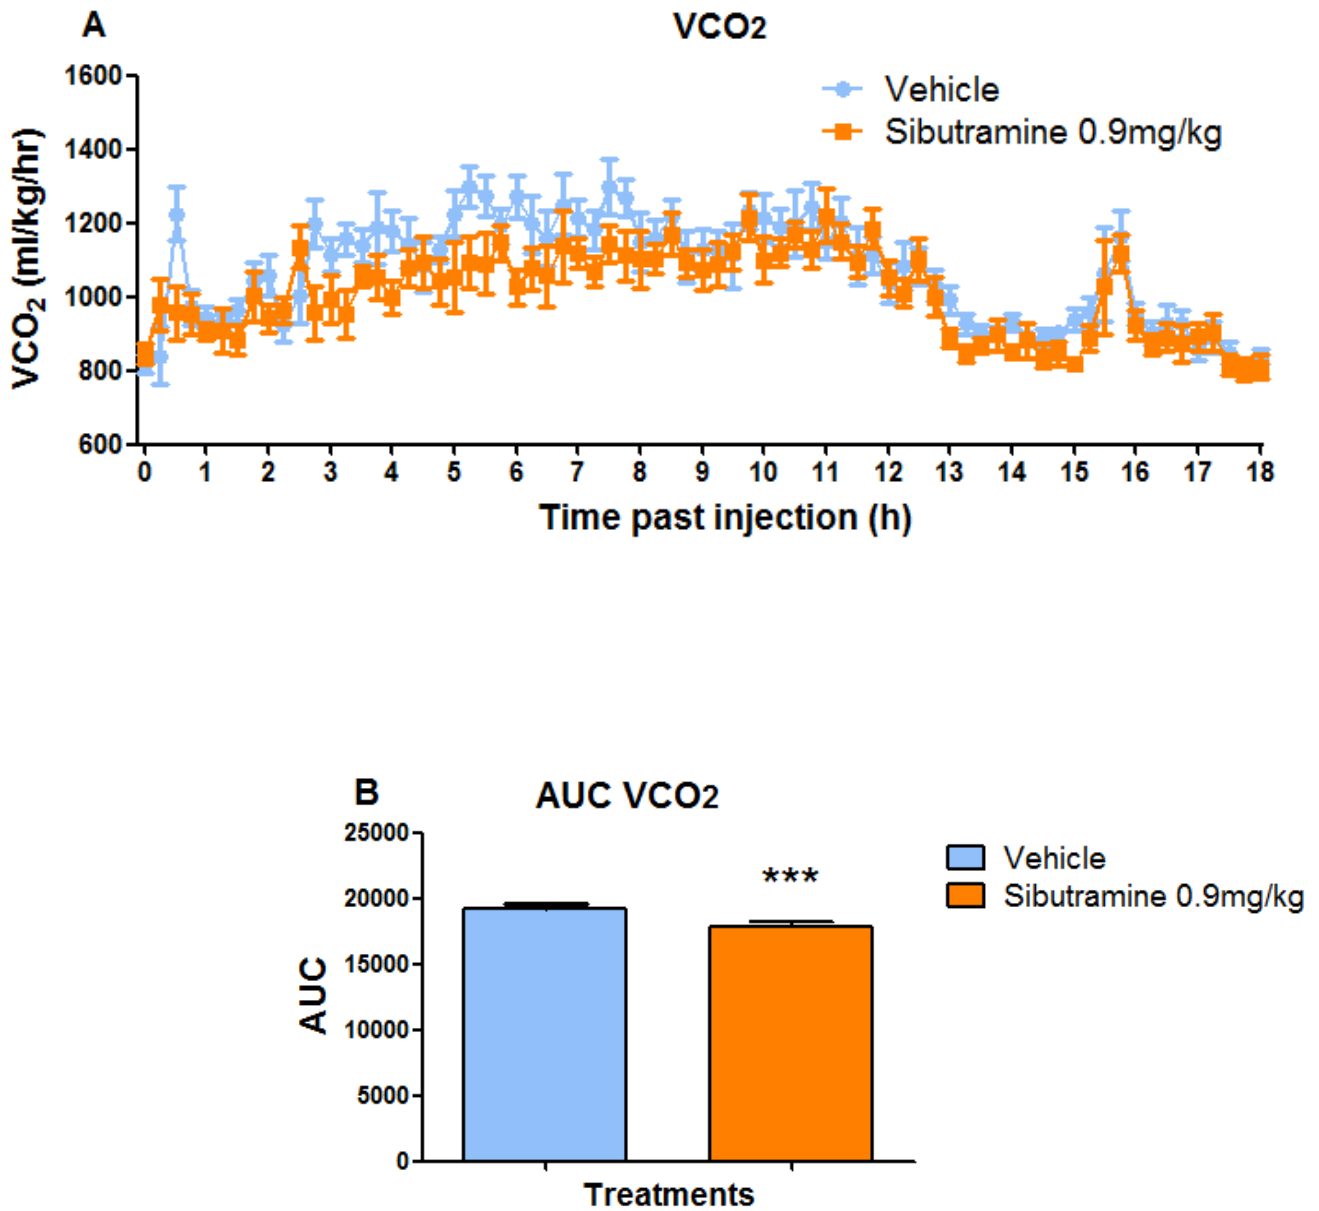 A
VCO2
1600
1400
1200
1000
800
600
VCO2 (ml/kg/hr)
Vehicle
Sibutramine 0.9mg/kg
0 1 2 3 4 5 6 7 8 9 10 11 12 13 14 15 16 17 18
Time past injection (h)
B
AUC VCO2
25000
20000
15000
10000
5000
0
AUC
***
Vehicle
Sibutramine 0.9mg/kg
Treatments